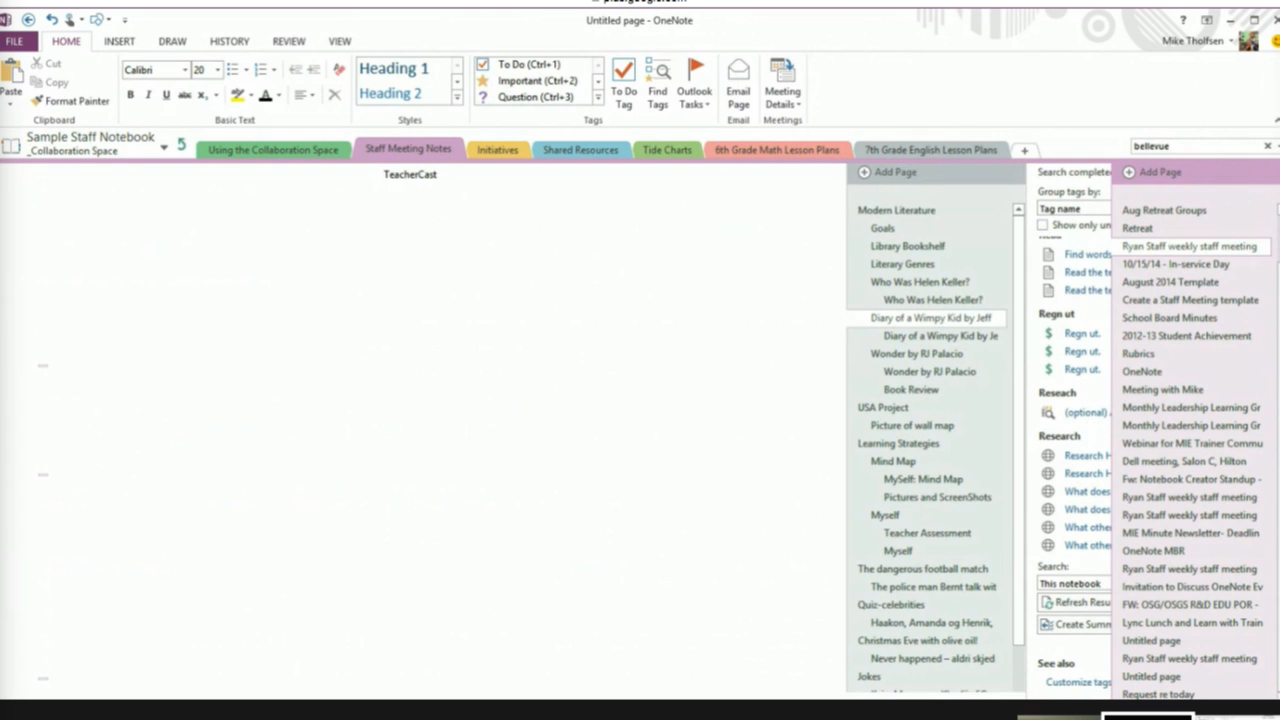 Untitled page - OneNote
Mike Tholfsen
FILE HOME INSERT DRAW HISTORY REVIEW VIEW
Paste
Cut
Copy
Format Painter
Clipboard
Calibri 20
B I U abc
Basic Text
Heading 1
Heading 2
Styles
To Do (Ctrl+1)
Important (Ctrl+2)
Question (Ctrl+3)
Tags
To Do Tag
Find Tags
Outlook Tasks
Email Page
Email
Meeting Details
Meetings
Sample Staff Notebook
_Collaboration Space
Using the Collaboration Space
Staff Meeting Notes
Initiatives
Shared Resources
Tide Charts
6th Grade Math Lesson Plans
7th Grade English Lesson Plans
bellevue
TeacherCast
Add Page
Modern Literature
Goals
Library Bookshelf
Literary Genres
Who Was Helen Keller?
Who Was Helen Keller?
Diary of a Wimpy Kid by Jeff
Diary of a Wimpy Kid by Je
Wonder by RJ Palacio
Wonder by RJ Palacio
Book Review
USA Project
Picture of wall map
Learning Strategies
Mind Map
MySelf: Mind Map
Pictures and ScreenShots
Myself
Teacher Assessment
Myself
The dangerous football match
The police man Bernt talk wit
Quiz-celebrities
Haakon, Amanda og Henrik,
Christmas Eve with olive oil!
Never happened – aldri skjed
Jokes
Search complete
Group tags by:
Tag name
Show only un
Find words
Read the te
Read the te
Regn ut
Regn ut.
Regn ut.
Regn ut.
Reseach
(optional)
Research
Research H
Research H
What does
What does
What othe
What othe
Search:
This notebook
Refresh Resu
Create Summ
See also
Customize tags
Add Page
Aug Retreat Groups
Retreat
Ryan Staff weekly staff meeting
10/15/14 - In-service Day
August 2014 Template
Create a Staff Meeting template
School Board Minutes
2012-13 Student Achievement
Rubrics
OneNote
Meeting with Mike
Monthly Leadership Learning Gr
Monthly Leadership Learning Gr
Webinar for MIE Trainer Commu
Dell meeting, Salon C, Hilton
Fw: Notebook Creator Standup -
Ryan Staff weekly staff meeting
Ryan Staff weekly staff meeting
MIE Minute Newsletter- Deadlin
OneNote MBR
Ryan Staff weekly staff meeting
Invitation to Discuss OneNote Ev
FW: OSG/OSGS R&D EDU POR -
Lync Lunch and Learn with Train
Untitled page
Ryan Staff weekly staff meeting
Untitled page
Request re today